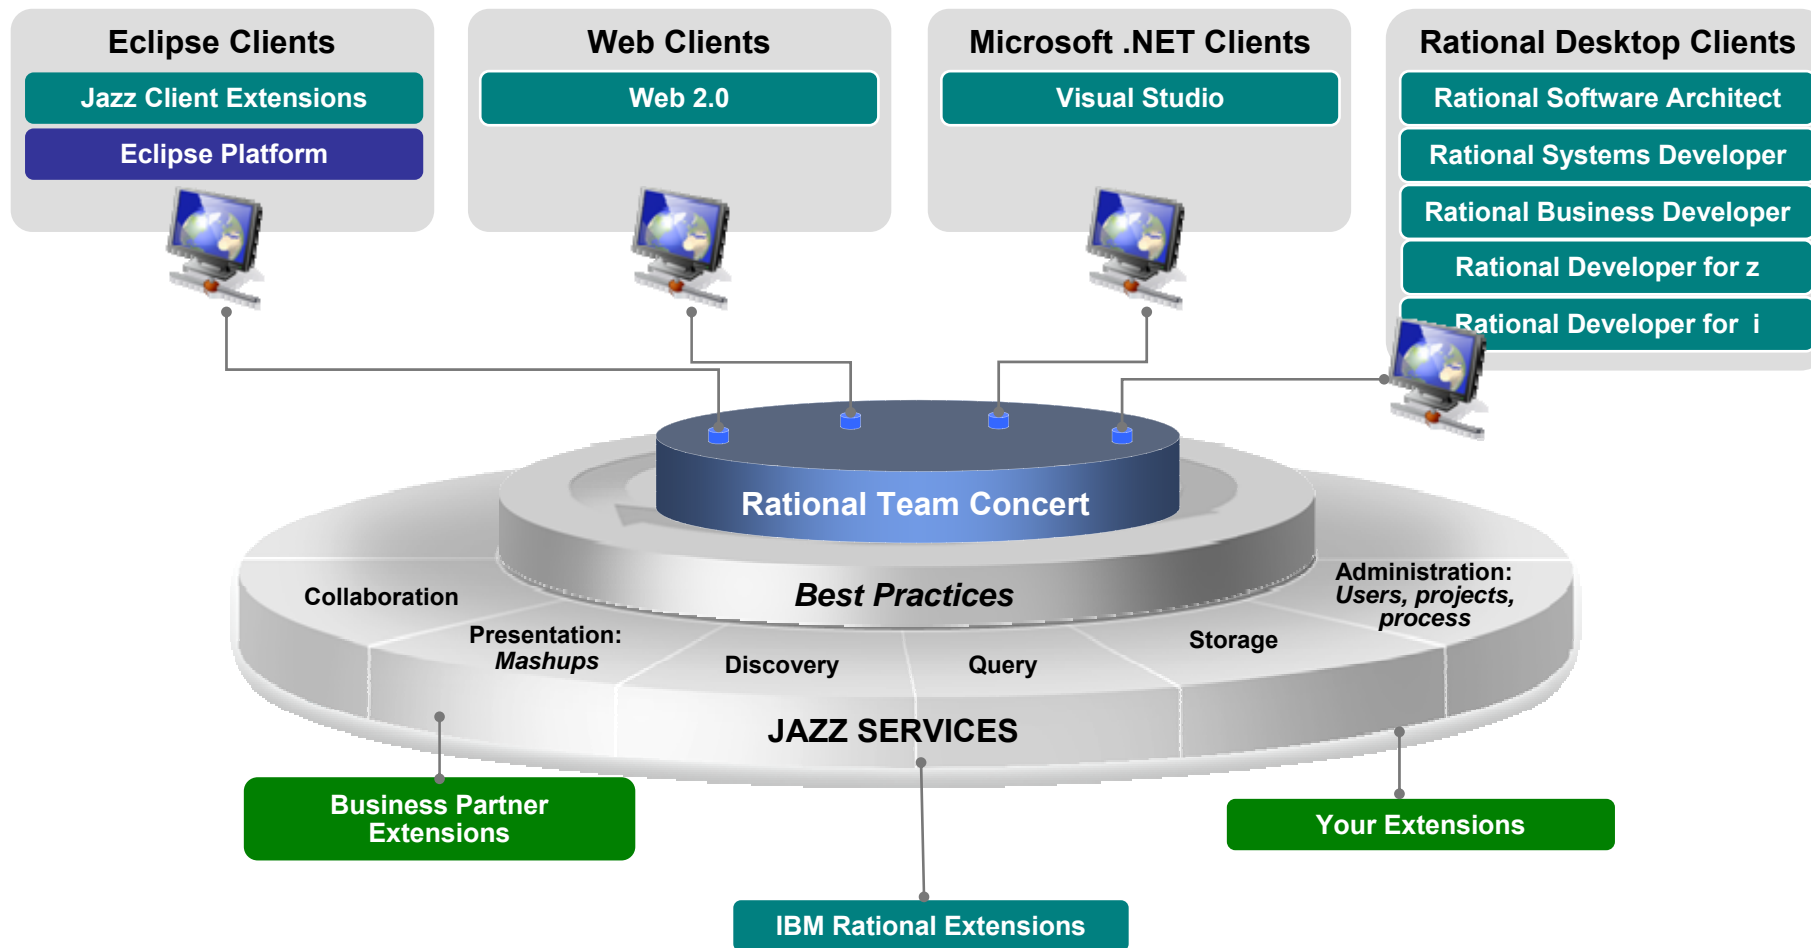 Eclipse Clients
Jazz Client Extensions
Eclipse Platform
Web Clients
Web 2.0
Microsoft .NET Clients
Visual Studio
Rational Desktop Clients
Rational Software Architect
Rational Systems Developer
Rational Business Developer
Rational Developer for z
Rational Developer for i
Rational Team Concert
Best Practices
Collaboration
Presentation:
Mashups
Discovery
Query
Storage
Administration:
Users, projects,
process
JAZZ SERVICES
Business Partner
Extensions
Your Extensions
IBM Rational Extensions